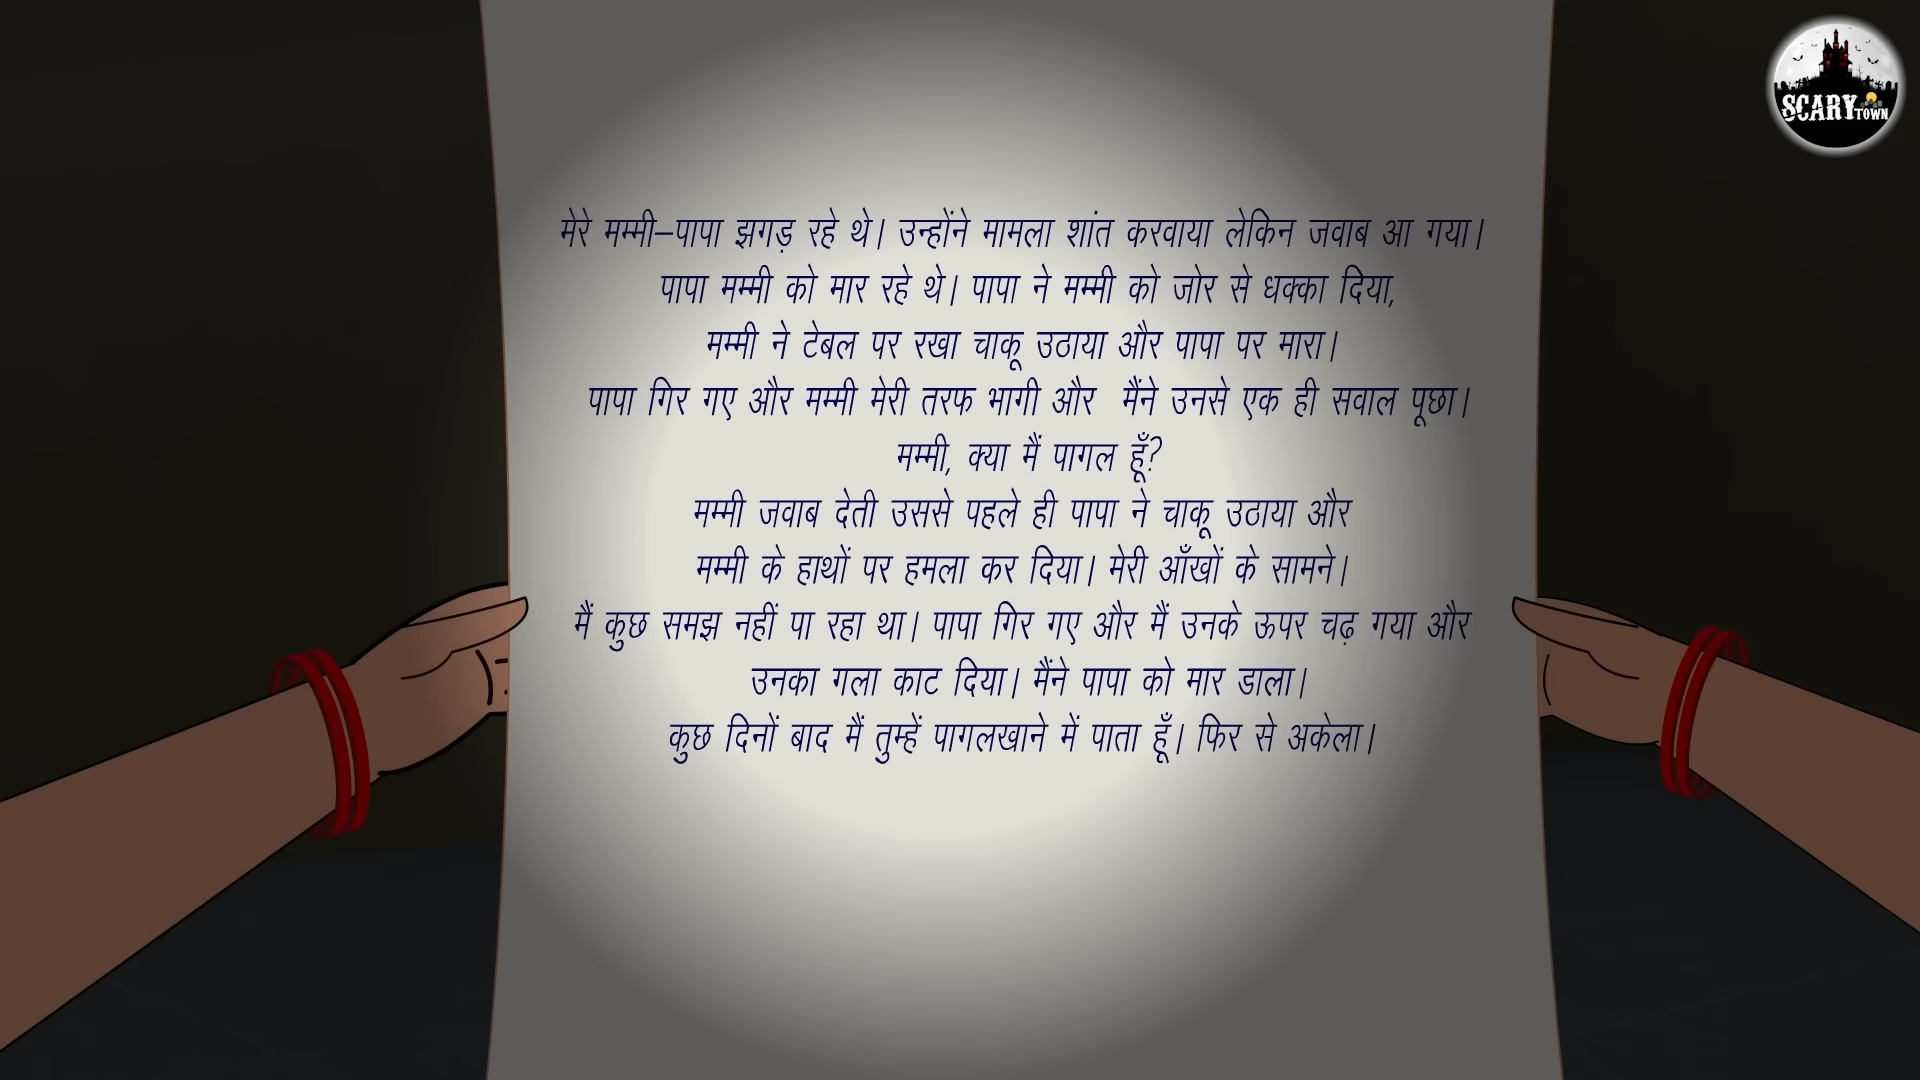 मेरे मम्मी–पापा झगड़ रहे थे। उन्होंने मामला शांत करवाया लेकिन जवाब आ गया।
पापा मम्मी को मार रहे थे। पापा ने मम्मी को जोर से धक्का दिया,
मम्मी ने टेबल पर रखा चाकू उठाया और पापा पर मारा।
पापा गिर गए और मम्मी मेरी तरफ भागी और मैंने उनसे एक ही सवाल पूछा।
मम्मी, क्या मैं पागल हूँ?
मम्मी जवाब देती उससे पहले ही पापा ने चाकू उठाया और
मम्मी के हाथों पर हमला कर दिया। मेरी आँखों के सामने।
मैं कुछ समझ नहीं पा रहा था। पापा गिर गए और मैं उनके ऊपर चढ़ गया और
उनका गला काट दिया। मैंने पापा को मार डाला।
कुछ दिनों बाद मैं तुम्हें पागलखाने में पाता हूँ। फिर से अकेला।
SCARY TOWN